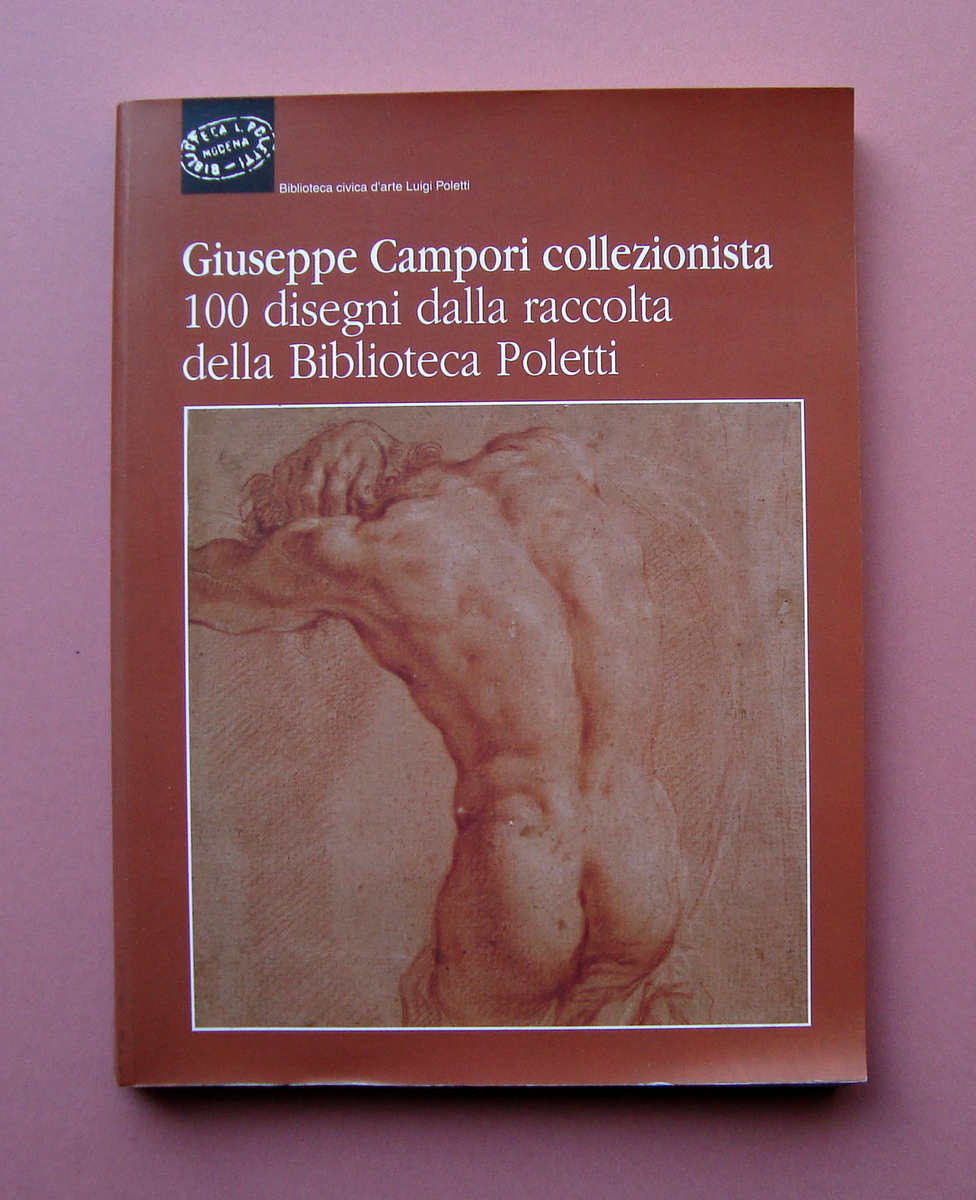 BIBLIOTECA L. POLETTI —
MODENA
Biblioteca civica d'arte Luigi Poletti
Giuseppe Campori collezionista
100 disegni dalla raccolta
della Biblioteca Poletti